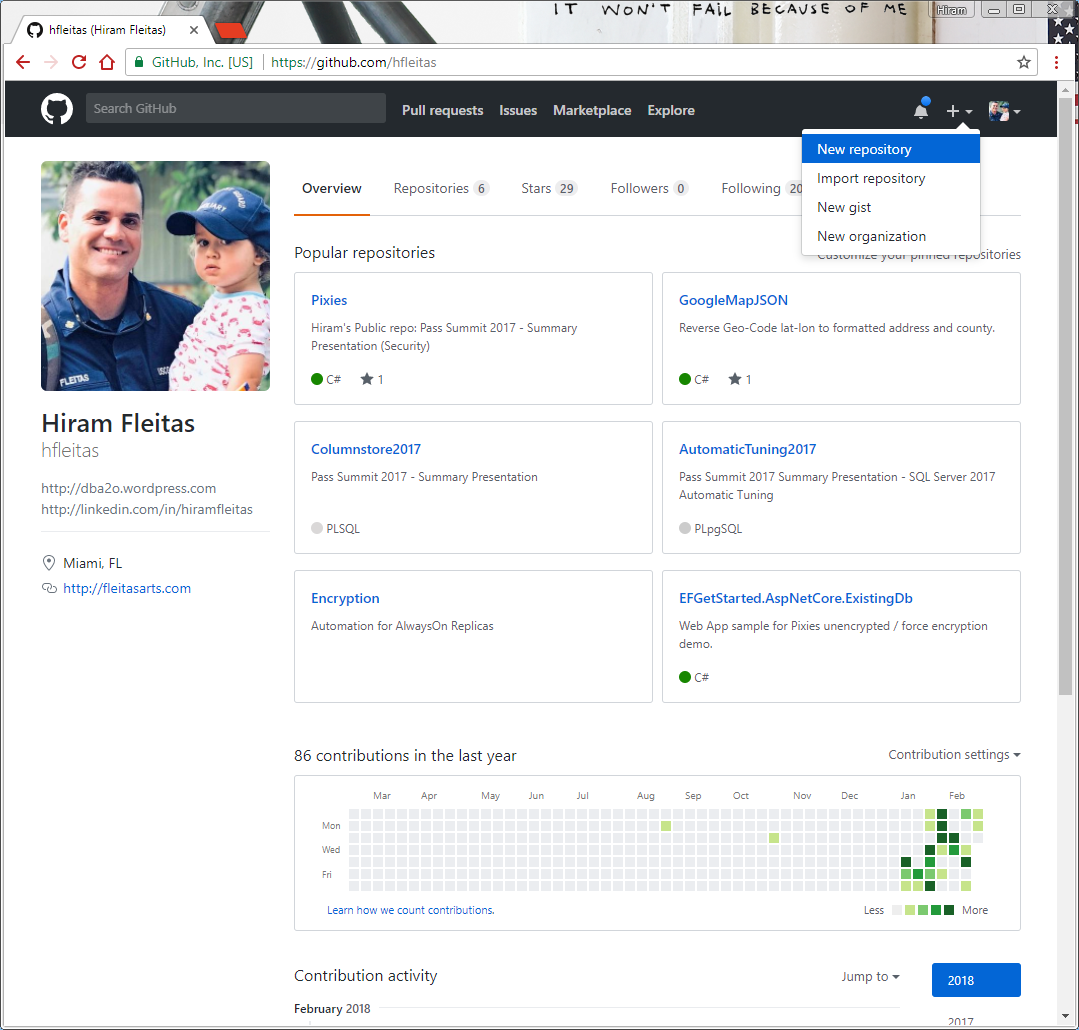 IT WON'T FAIL BECAUSE OF ME
Hiram
hfleitas (Hiram Fleitas)
GitHub, Inc. [US] https://github.com/hfleitas
Search GitHub
Pull requests Issues Marketplace Explore
New repository
Import repository
New gist
New organization
Overview Repositories 6 Stars 29 Followers 0 Following 20
Popular repositories
Customize your pinned repositories
Pixies
Hiram's Public repo: Pass Summit 2017 - Summary
Presentation (Security)
C# 1
GoogleMapJSON
Reverse Geo-Code lat-lon to formatted address and county.
C# 1
FLEITAS
Hiram Fleitas
hfleitas
http://dba2o.wordpress.com
http://linkedin.com/in/hiramfleitas
Miami, FL
http://fleitasarts.com
Columnstore2017
Pass Summit 2017 - Summary Presentation
PLSQL
AutomaticTuning2017
Pass Summit 2017 Summary Presentation - SQL Server 2017
Automatic Tuning
PLpgSQL
Encryption
Automation for AlwaysOn Replicas
EFGetStarted.AspNetCore.ExistingDb
Web App sample for Pixies unencrypted / force encryption
demo.
C#
86 contributions in the last year
Contribution settings
Mar Apr May Jun Jul Aug Sep Oct Nov Dec Jan Feb
Mon
Wed
Fri
Learn how we count contributions.
Less More
Contribution activity
Jump to
2018
February 2018
2017